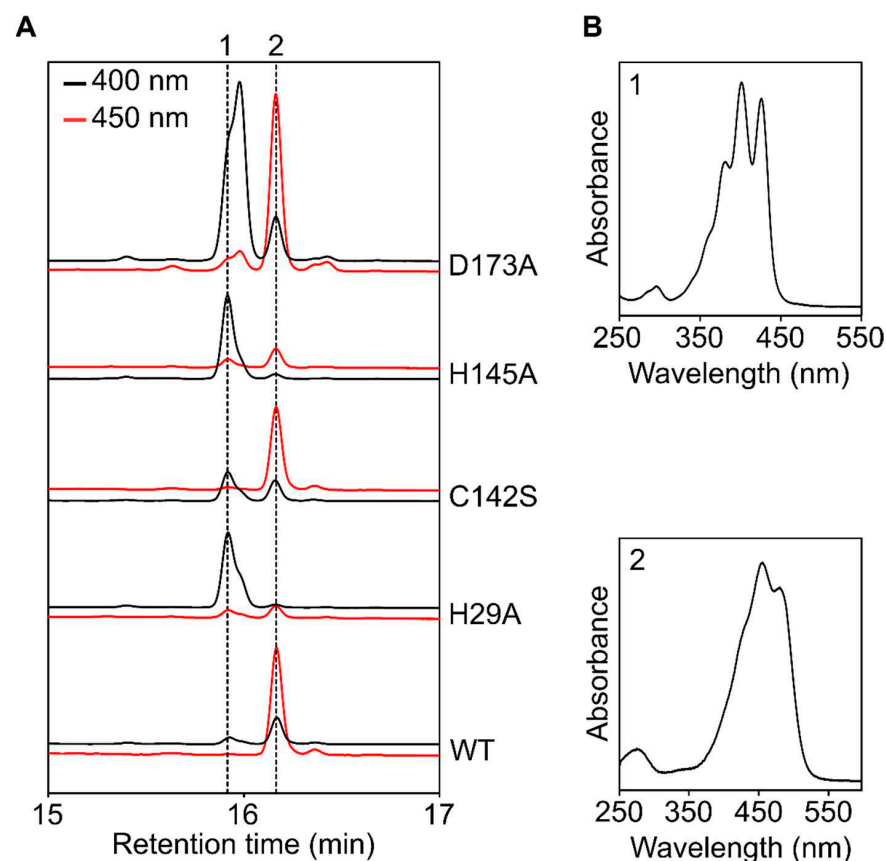 A
1 2
400 nm
450 nm
D173A
H145A
C142S
H29A
WT
15 16 17
Retention time (min)
B
1
Absorbance
250 350 450 550
Wavelength (nm)
2
Absorbance
250 350 450 550
Wavelength (nm)